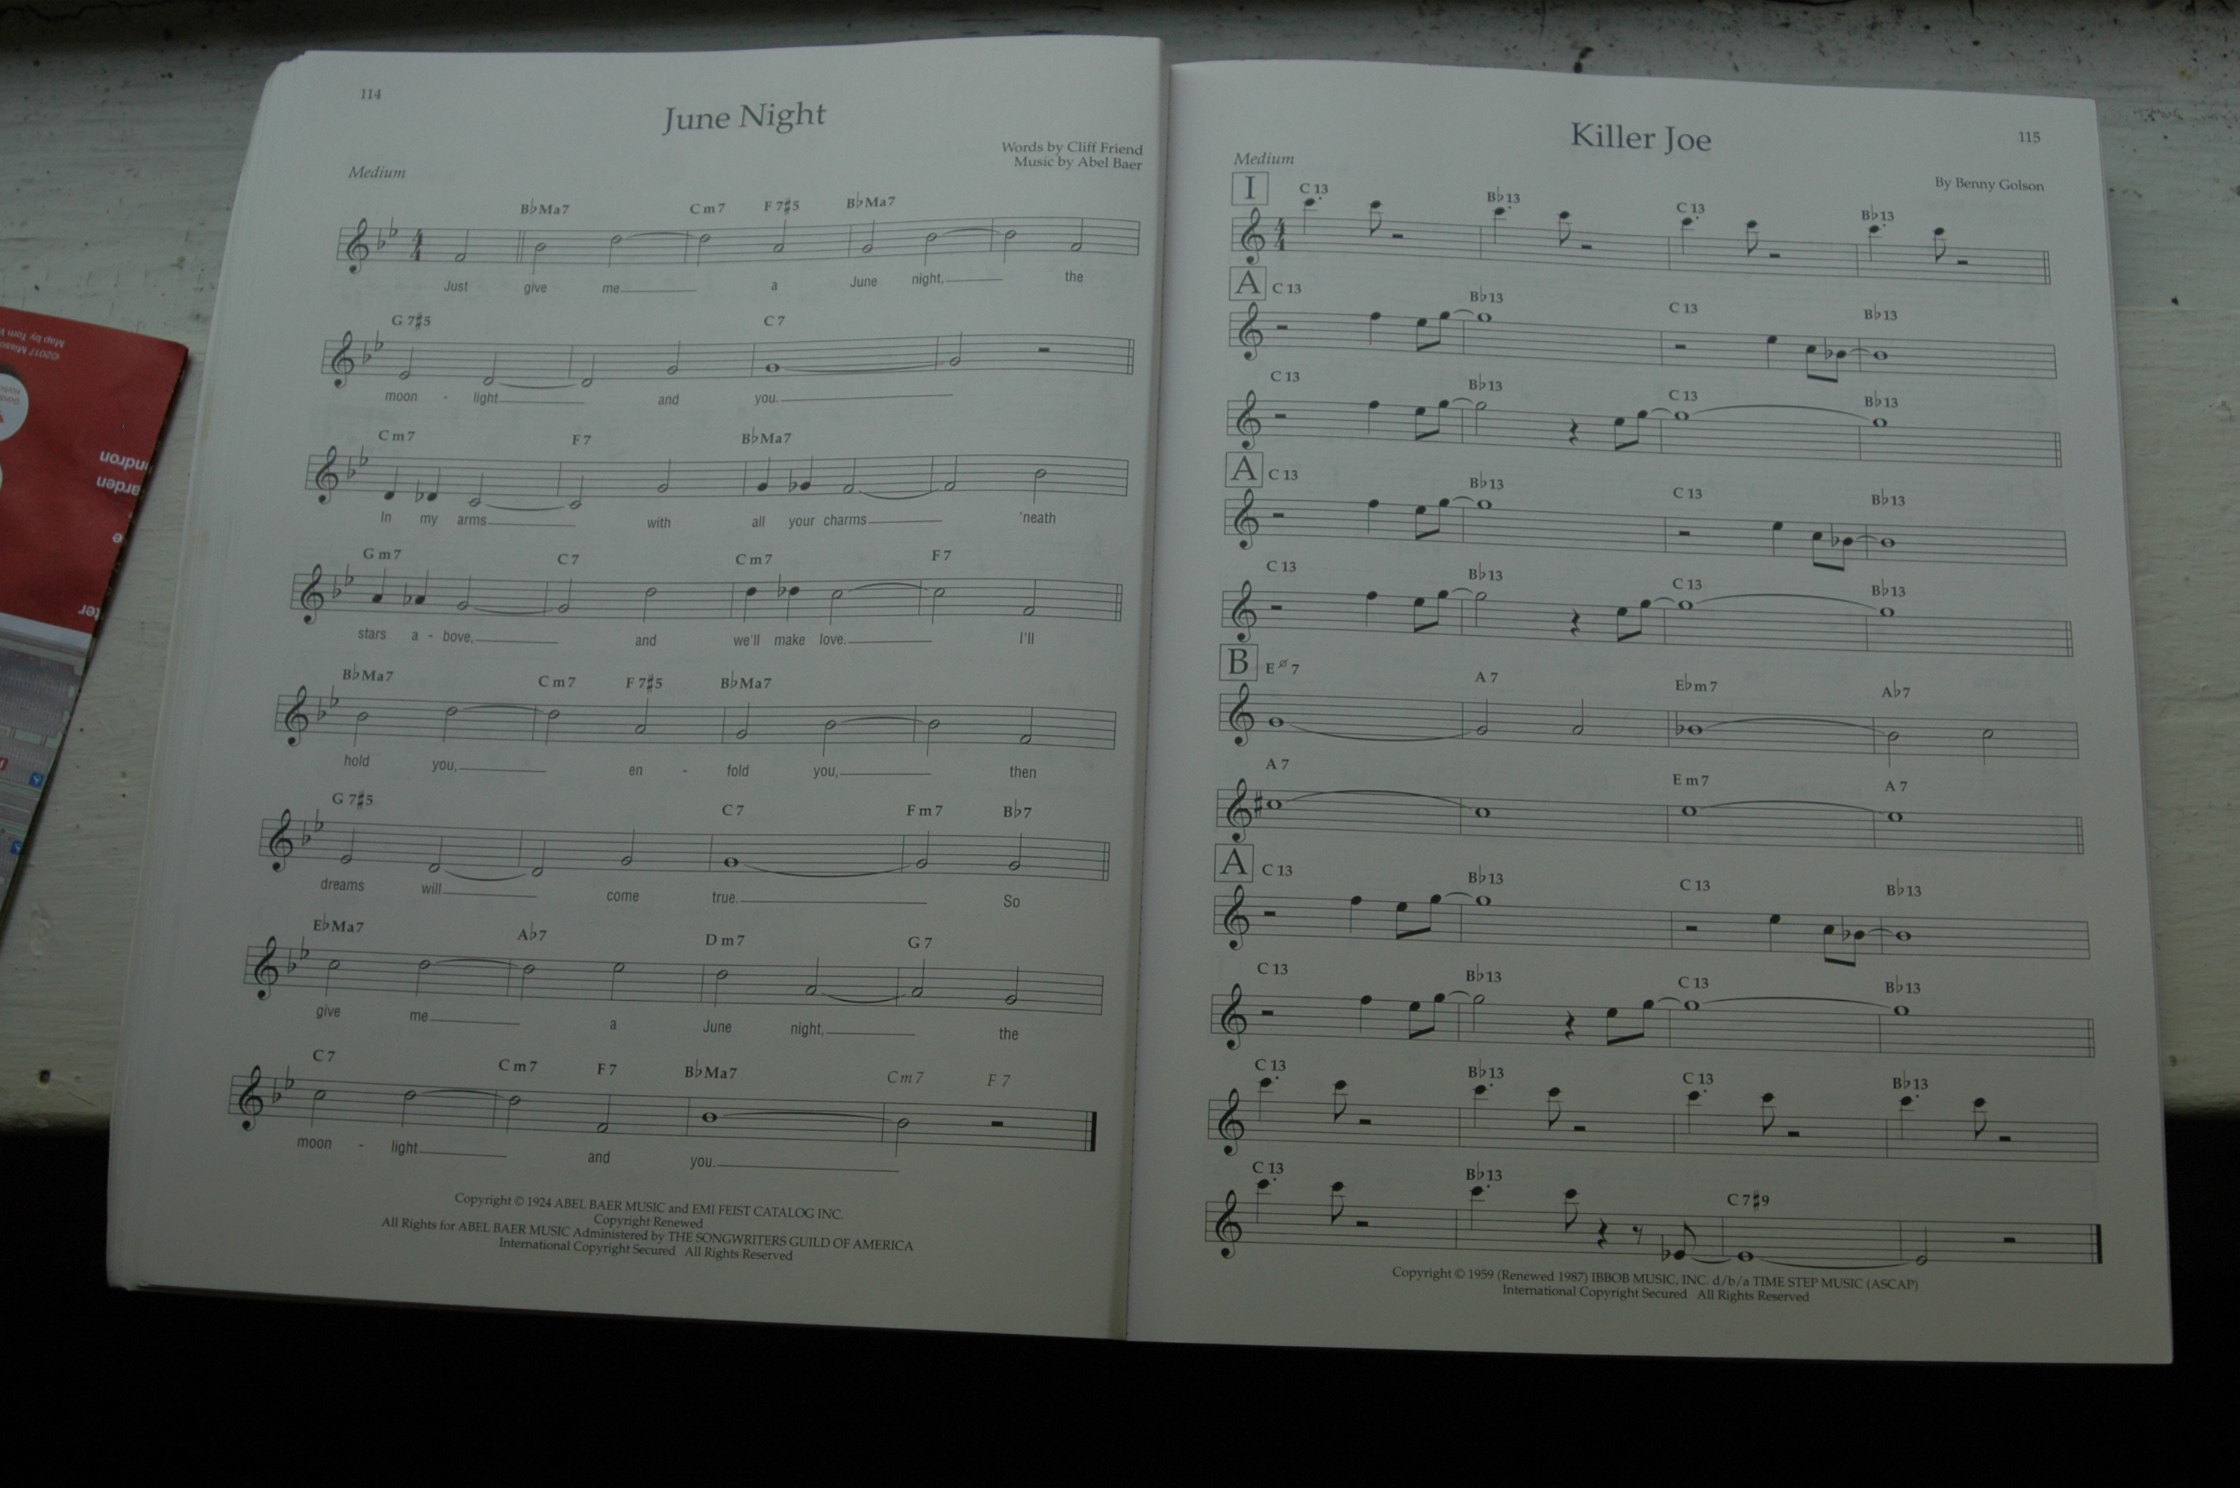 114
June Night
Words by Cliff Friend
Music by Abel Baer
Medium
B♭Ma7 Cm7 F7♯5 B♭Ma7
Just give me a June night, the
G7♯5 C7
moon - light and you.
Cm7 F7 B♭Ma7
In my arms with all your charms 'neath
Gm7 C7 Cm7 F7
stars a - bove, and we'll make love. I'll
B♭Ma7 Cm7 F7♯5 B♭Ma7
hold you, en - fold you, then
G7♯5 C7 Fm7 B♭7
dreams will come true. So
E♭Ma7 A♭7 Dm7 G7
give me a June night, the
C7 Cm7 F7 B♭Ma7 Cm7 F7
moon - light and you.
Copyright © 1924 ABEL BAER MUSIC and EMI FEIST CATALOG INC.
Copyright Renewed
All Rights for ABEL BAER MUSIC Administered by THE SONGWRITERS GUILD OF AMERICA
International Copyright Secured All Rights Reserved
Killer Joe
115
Medium
By Benny Golson
I C13 B♭13 C13 B♭13
4 4
A C13 B♭13 C13 B♭13
C13 B♭13 C13 B♭13
A C13 B♭13 C13 B♭13
C13 B♭13 C13 B♭13
B Eø7 A7 E♭m7 A♭7
A7 Em7 A7
A C13 B♭13 C13 B♭13
C13 B♭13 C13 B♭13
C13 B♭13 C13 B♭13
C13 B♭13 C7♯9
Copyright © 1959 (Renewed 1987) IBBOB MUSIC, INC. d/b/a TIME STEP MUSIC (ASCAP)
International Copyright Secured All Rights Reserved